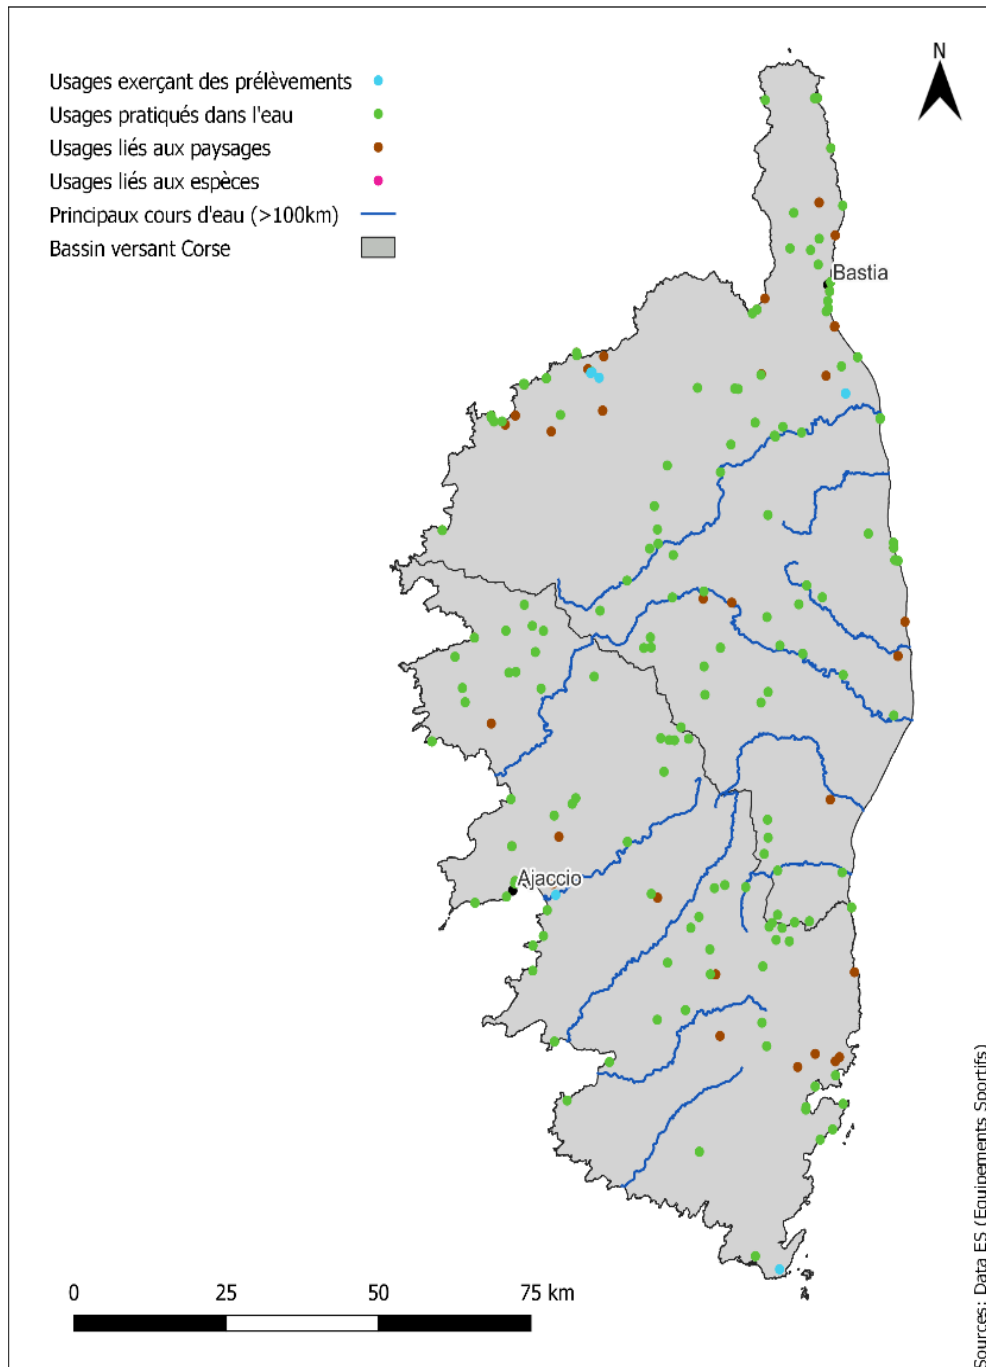 N
Usages exerçant des prélèvements
Usages pratiqués dans l'eau
Usages liés aux paysages
Usages liés aux espèces
Principaux cours d'eau (>100km)
Bassin versant Corse
Bastia
Ajaccio
0 25 50 75 km
Sources: Data ES (Equipements Sportifs)